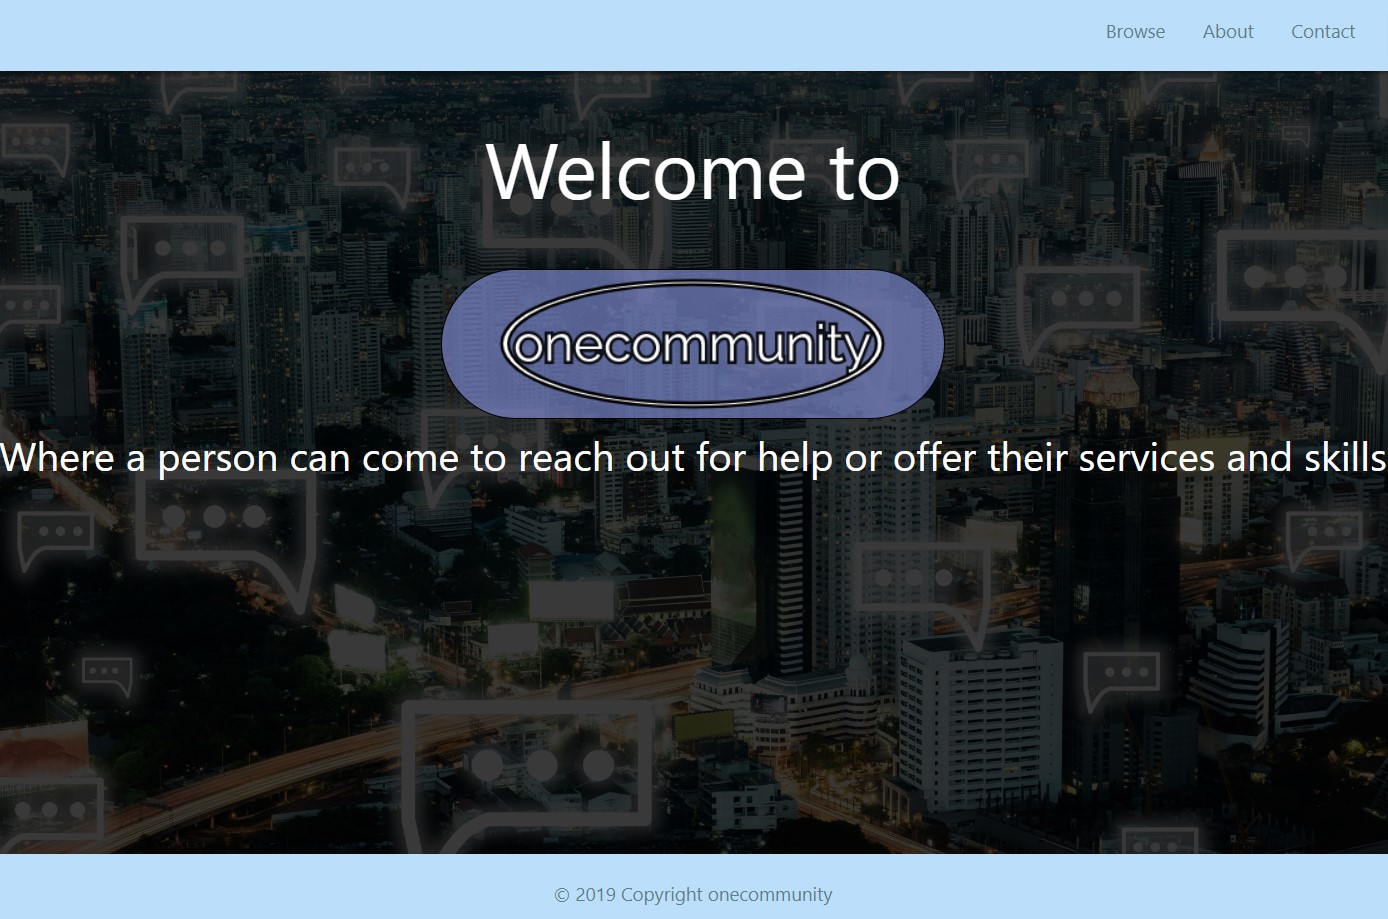 Browse About Contact
Welcome to
onecommunity
Where a person can come to reach out for help or offer their services and skills
© 2019 Copyright onecommunity